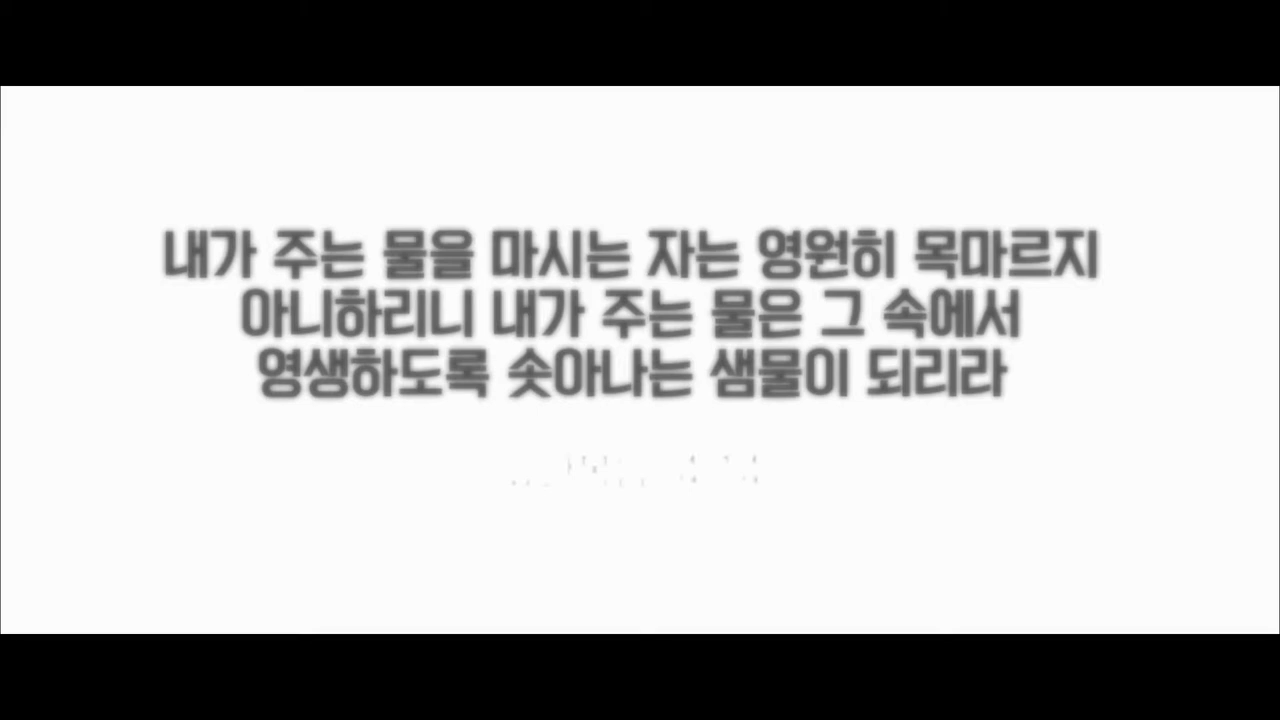 내가 주는 물을 마시는 자는 영원히 목마르지
아니하리니 내가 주는 물은 그 속에서
영생하도록 솟아나는 샘물이 되리라